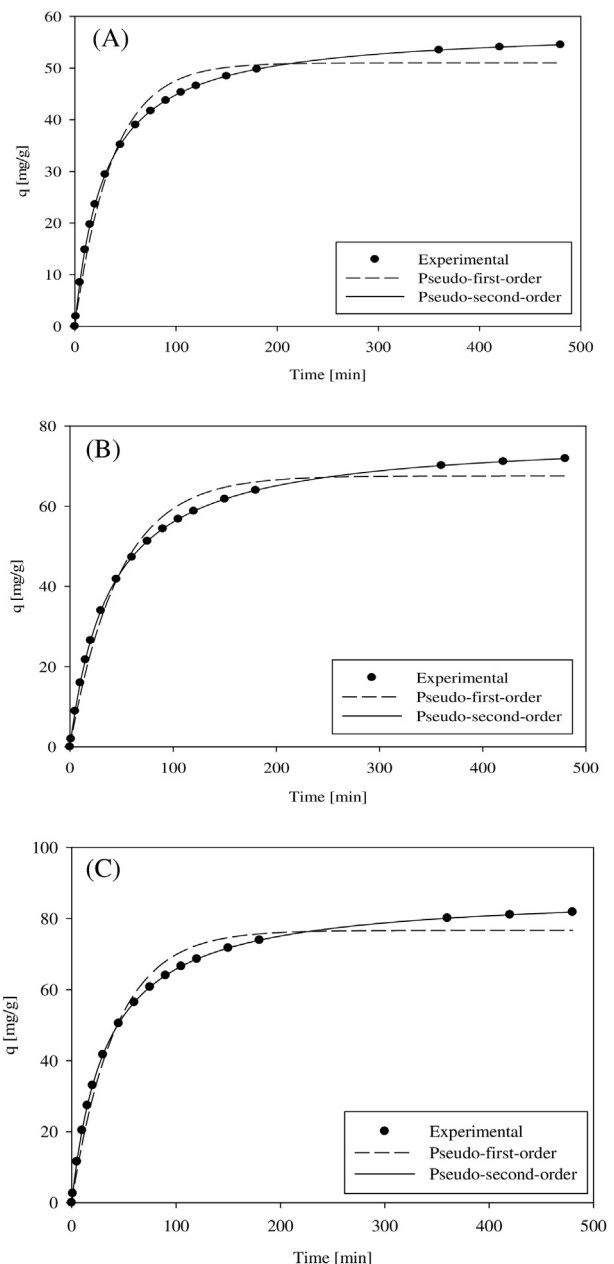 60
(A)
50
40
q [mg/g]
30
20
Experimental
10
Pseudo-first-order
Pseudo-second-order
0
0 100 200 300 400 500
Time [min]
80
(B)
60
q [mg/g]
40
20
Experimental
Pseudo-first-order
Pseudo-second-order
0
0 100 200 300 400 500
Time [min]
100
(C)
80
60
q [mg/g]
40
20
Experimental
Pseudo-first-order
Pseudo-second-order
0
0 100 200 300 400 500
Time [min]